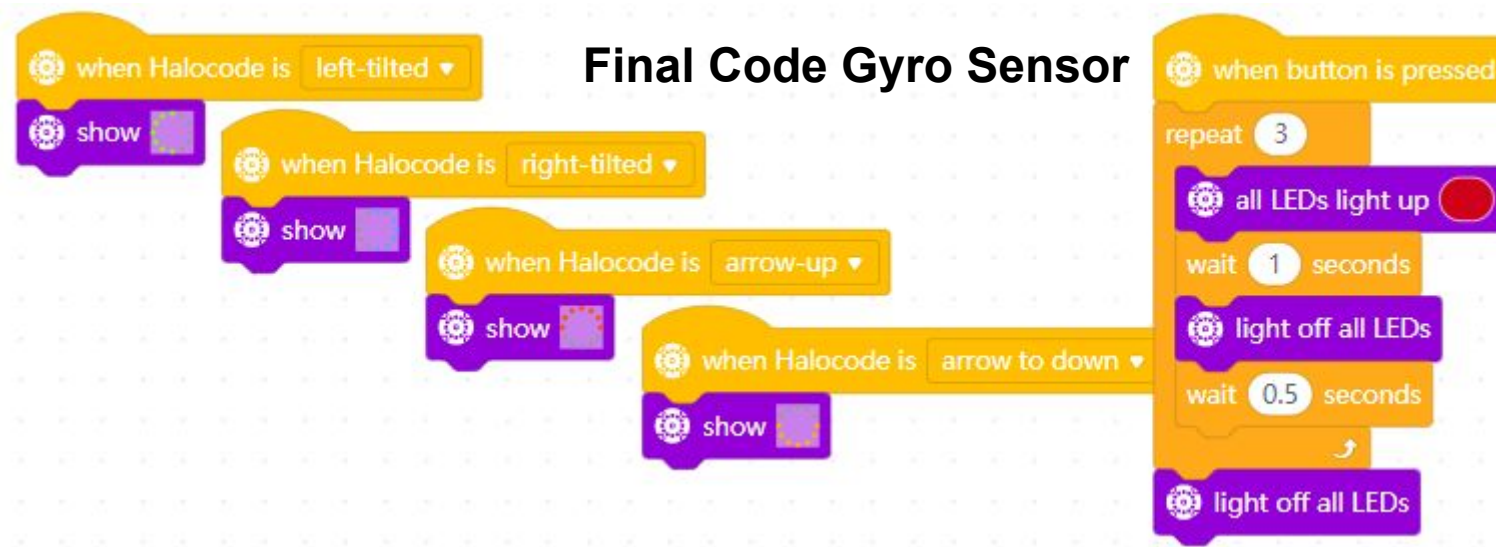 Final Code Gyro Sensor
when Halocode is left-tilted
show
when Halocode is right-tilted
show
when Halocode is arrow-up
show
when Halocode is arrow to down
show
when button is pressed
repeat 3
all LEDs light up
wait 1 seconds
light off all LEDs
wait 0.5 seconds
light off all LEDs